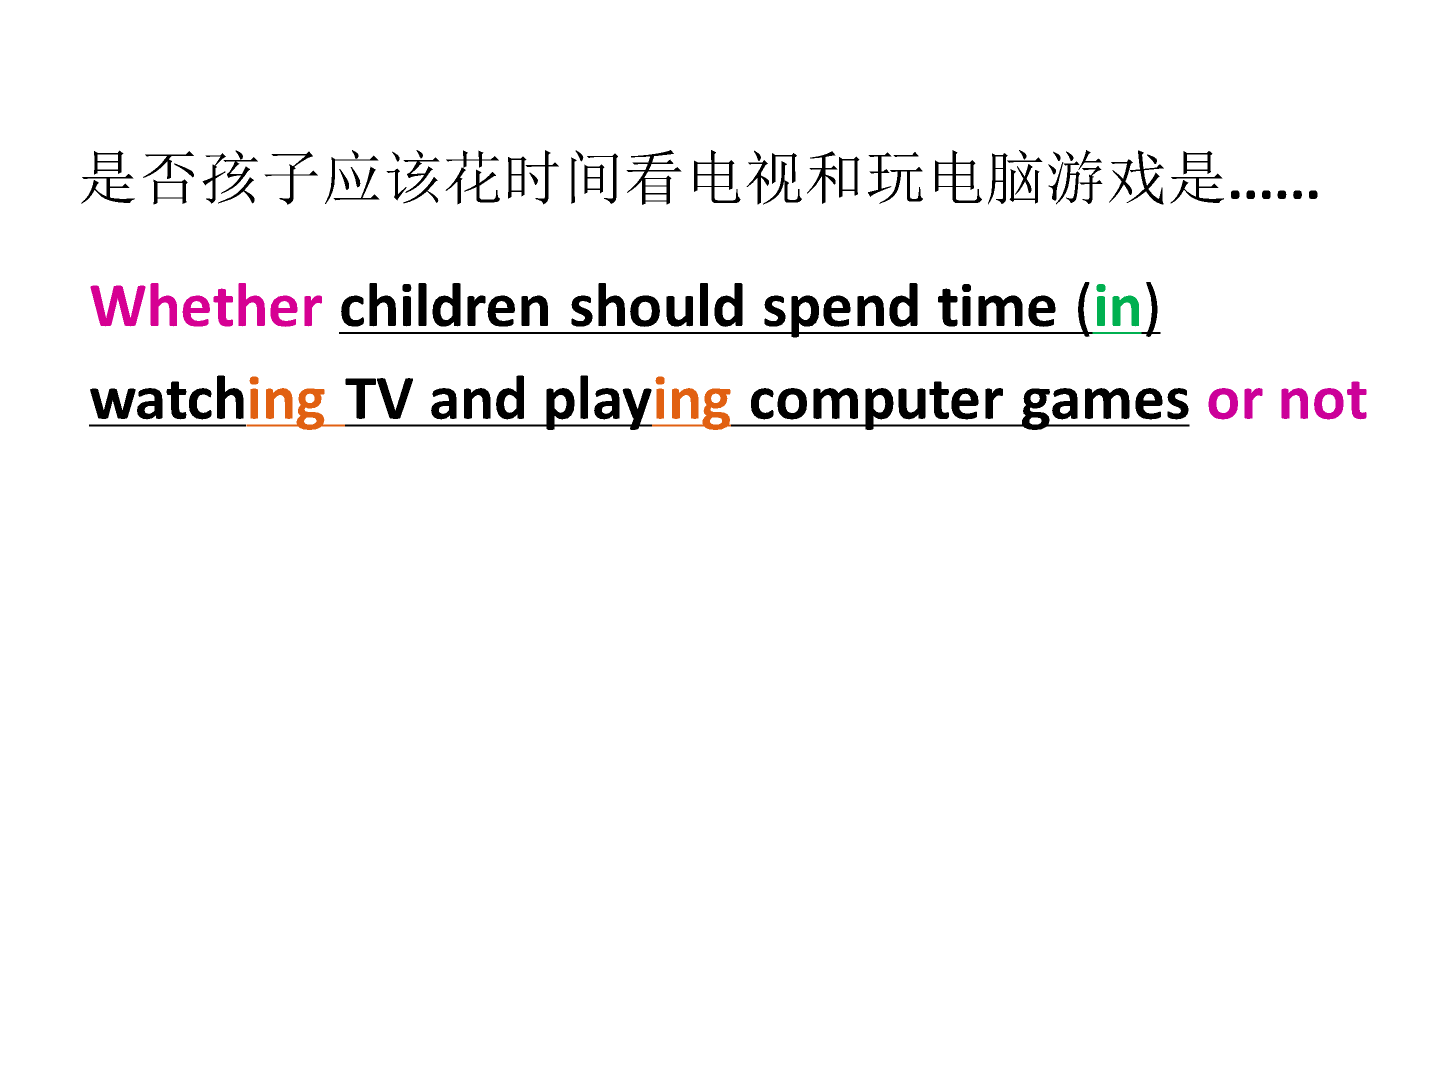 是否孩子应该花时间看电视和玩电脑游戏是......
Whether children should spend time (in)
watching TV and playing computer games or not